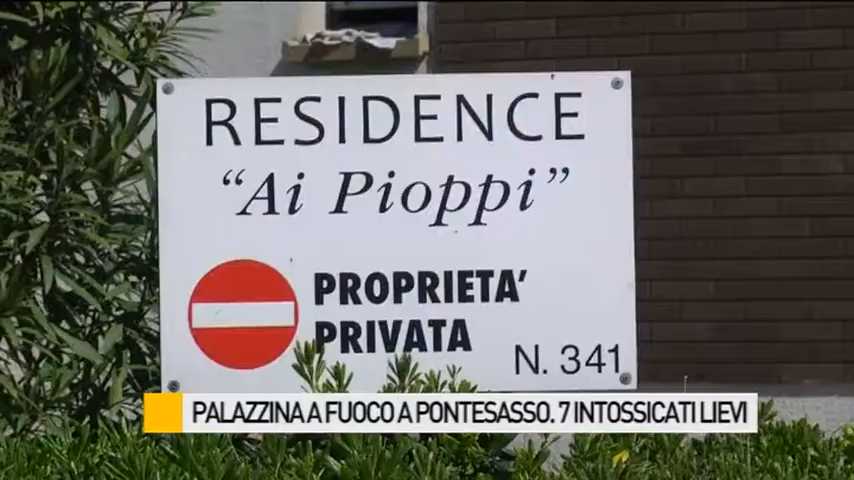 RESIDENCE
“Ai Pioppi”
PROPRIETA’
PRIVATA
N. 341
PALAZZINA A FUOCO A PONTESASSO. 7 INTOSSICATI LIEVI